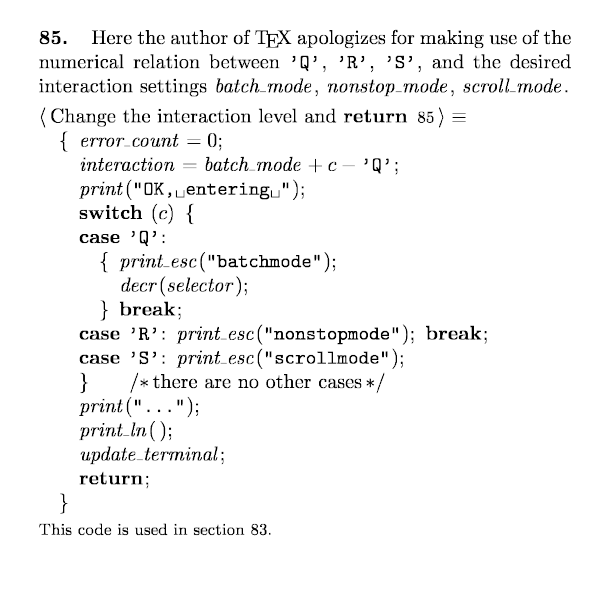 85. Here the author of TEX apologizes for making use of the
numerical relation between 'Q', 'R', 'S', and the desired
interaction settings batch_mode, nonstop_mode, scroll_mode.
⟨Change the interaction level and return 85⟩ ≡
{ error_count = 0;
interaction = batch_mode + c − 'Q';
print("OK,␣entering␣");
switch (c) {
case 'Q':
{ print_esc("batchmode");
decr(selector);
} break;
case 'R': print_esc("nonstopmode"); break;
case 'S': print_esc("scrollmode");
} /*there are no other cases*/
print("...");
print_ln();
update_terminal;
return;
}
This code is used in section 83.